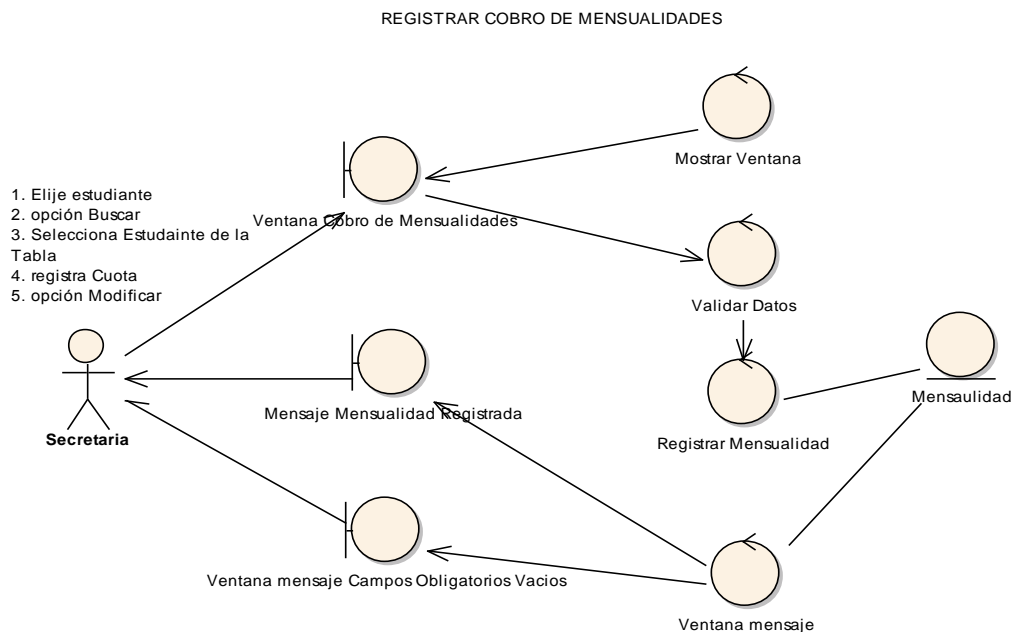 REGISTRAR COBRO DE MENSUALIDADES
Mostrar Ventana
1. Elije estudiante
2. opción Buscar
3. Selecciona Estudainte de la
Tabla
4. registra Cuota
5. opción Modificar
Ventana Cobro de Mensualidades
Validar Datos
Mensaje Mensualidad Registrada
Mensaulidad
Secretaria
Registrar Mensualidad
Ventana mensaje Campos Obligatorios Vacios
Ventana mensaje